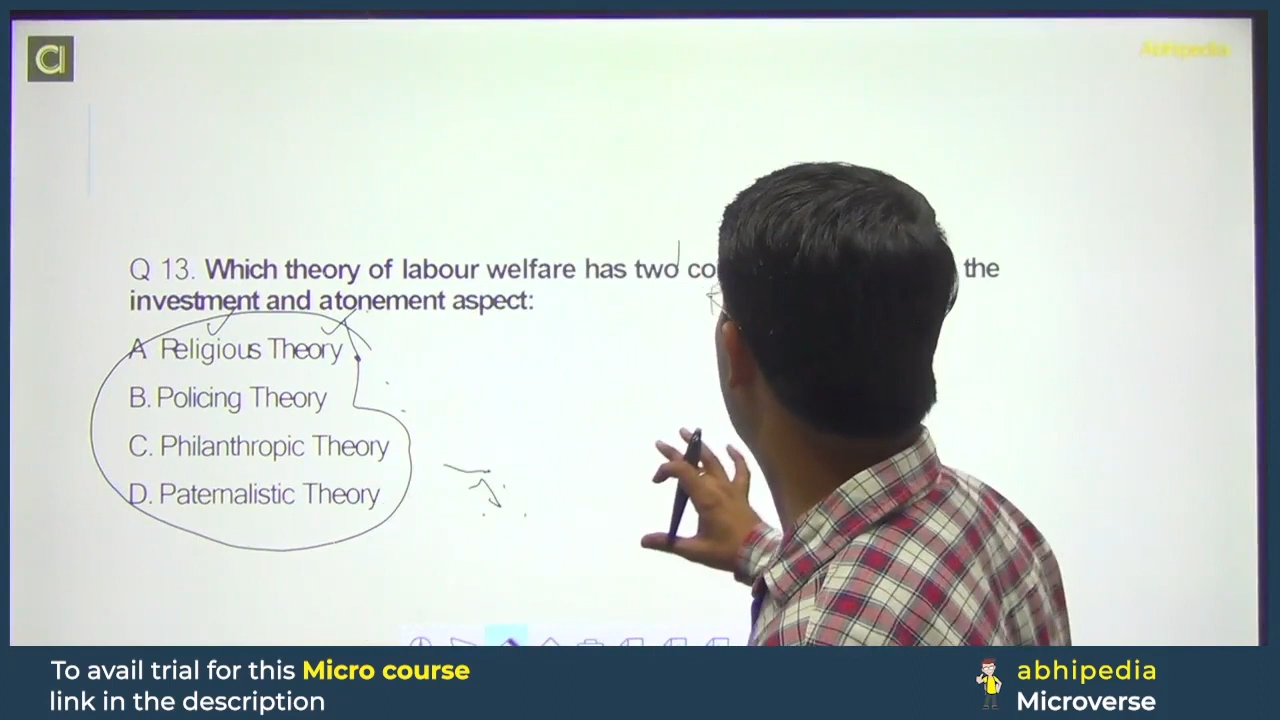 Abhipedia
Q 13. Which theory of labour welfare has two the
investment and atonement aspect:
A Religious Theory
B. Policing Theory
C. Philanthropic Theory
D. Paternalistic Theory
To avail trial for this Micro course
link in the description
abhipedia
Microverse